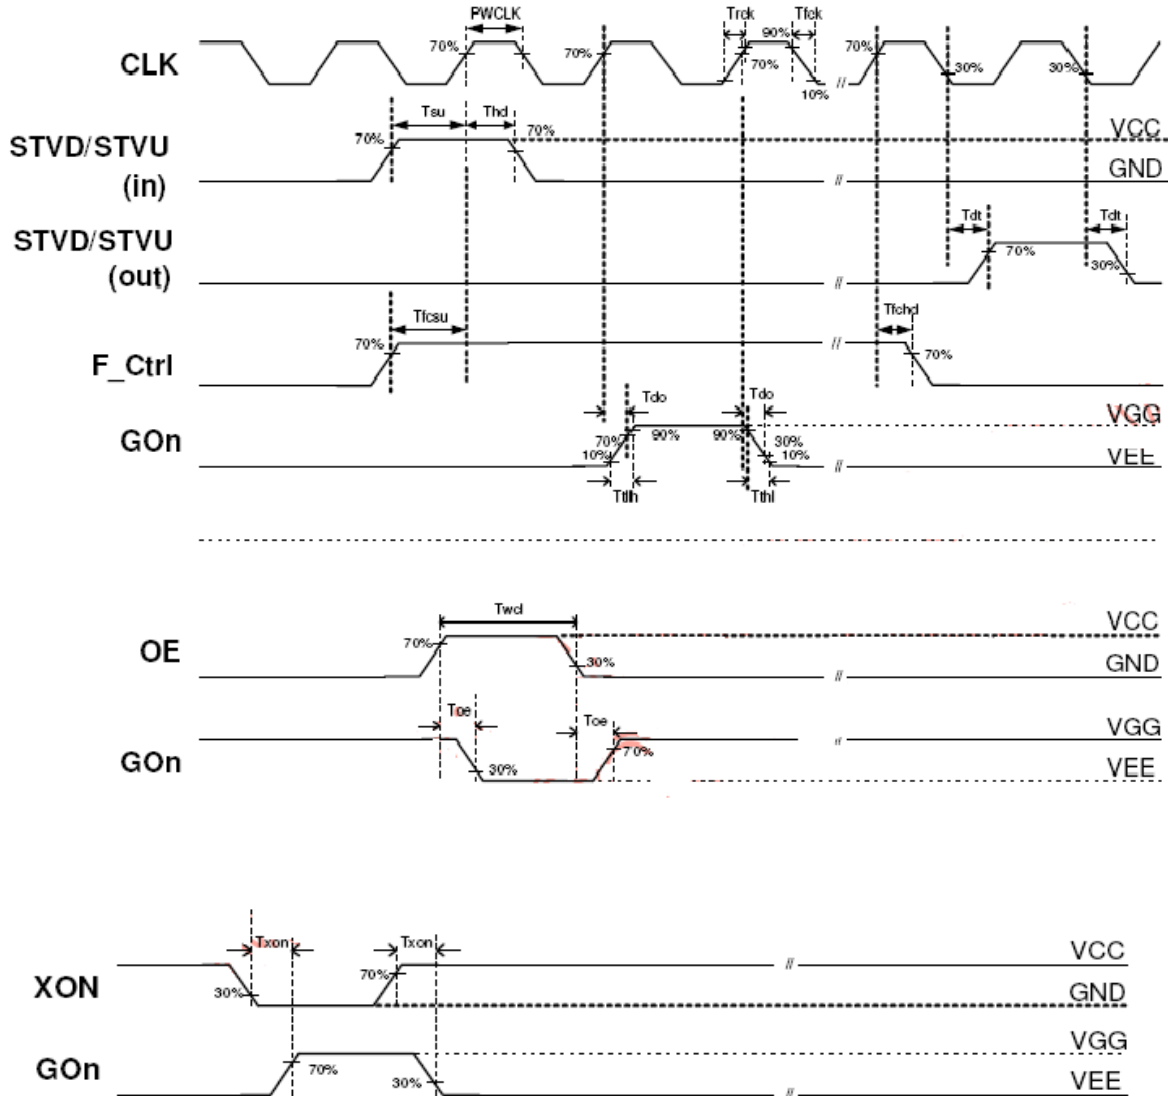 PWCLK
Trck
Tfck
CLK
70%
70%
90%
70%
10%
70%
30%
30%
Tsu
Thd
STVD/STVU
(in)
70%
70%
VCC
GND
//
STVD/STVU
(out)
Tdt
Tdt
70%
30%
//
F_Ctrl
Tfcsu
Tfchd
70%
70%
//
GOn
Tdo
Tdo
VGG
70%
90%
90%
30%
10%
10%
VEE
//
Ttlh
Tthl
OE
Twcl
VCC
70%
30%
GND
//
GOn
Toe
Toe
VGG
70%
30%
VEE
//
XON
Txon
Txon
VCC
70%
30%
GND
//
GOn
VGG
70%
30%
VEE
//